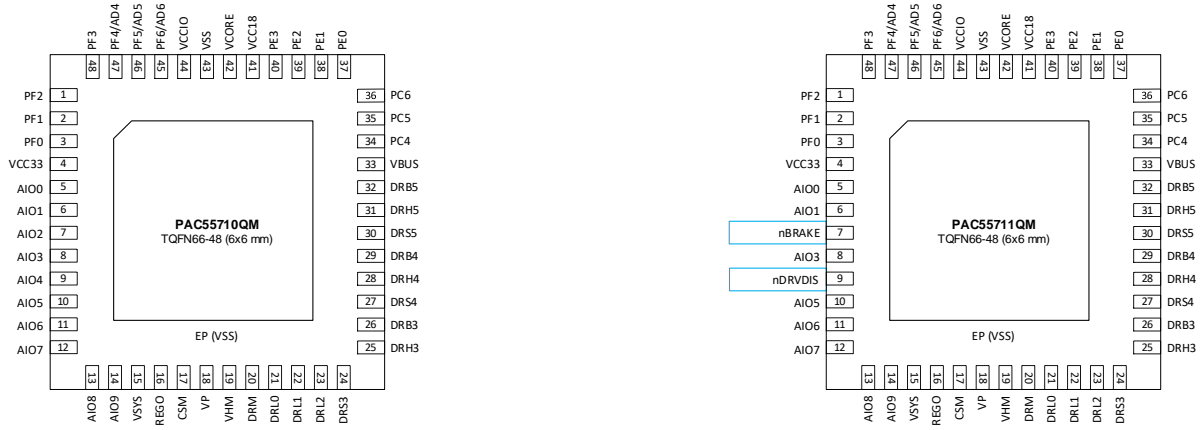 PF3 PF4/AD4 PF5/AD5 PF6/AD6 VCCIO VSS VCORE VCC18 PE3 PE2 PE1 PE0
48 47 46 45 44 43 42 41 40 39 38 37
PF2 1 36 PC6
PF1 2 35 PC5
PF0 3 34 PC4
VCC33 4 33 VBUS
AIO0 5 32 DRB5
AIO1 6 31 DRH5
AIO2 7 30 DRS5
AIO3 8 29 DRB4
AIO4 9 28 DRH4
AIO5 10 27 DRS4
AIO6 11 26 DRB3
AIO7 12 25 DRH3
PAC55710QM
TQFN66-48 (6x6 mm)
EP (VSS)
13 14 15 16 17 18 19 20 21 22 23 24
AIO8 AIO9 VSYS REGO CSM VP VHM DRM DRL0 DRL1 DRL2 DRS3
PF3 PF4/AD4 PF5/AD5 PF6/AD6 VCCIO VSS VCORE VCC18 PE3 PE2 PE1 PE0
48 47 46 45 44 43 42 41 40 39 38 37
PF2 1 36 PC6
PF1 2 35 PC5
PF0 3 34 PC4
VCC33 4 33 VBUS
AIO0 5 32 DRB5
AIO1 6 31 DRH5
nBRAKE 7 30 DRS5
AIO3 8 29 DRB4
nDRVDIS 9 28 DRH4
AIO5 10 27 DRS4
AIO6 11 26 DRB3
AIO7 12 25 DRH3
PAC55711QM
TQFN66-48 (6x6 mm)
EP (VSS)
13 14 15 16 17 18 19 20 21 22 23 24
AIO8 AIO9 VSYS REGO CSM VP VHM DRM DRL0 DRL1 DRL2 DRS3